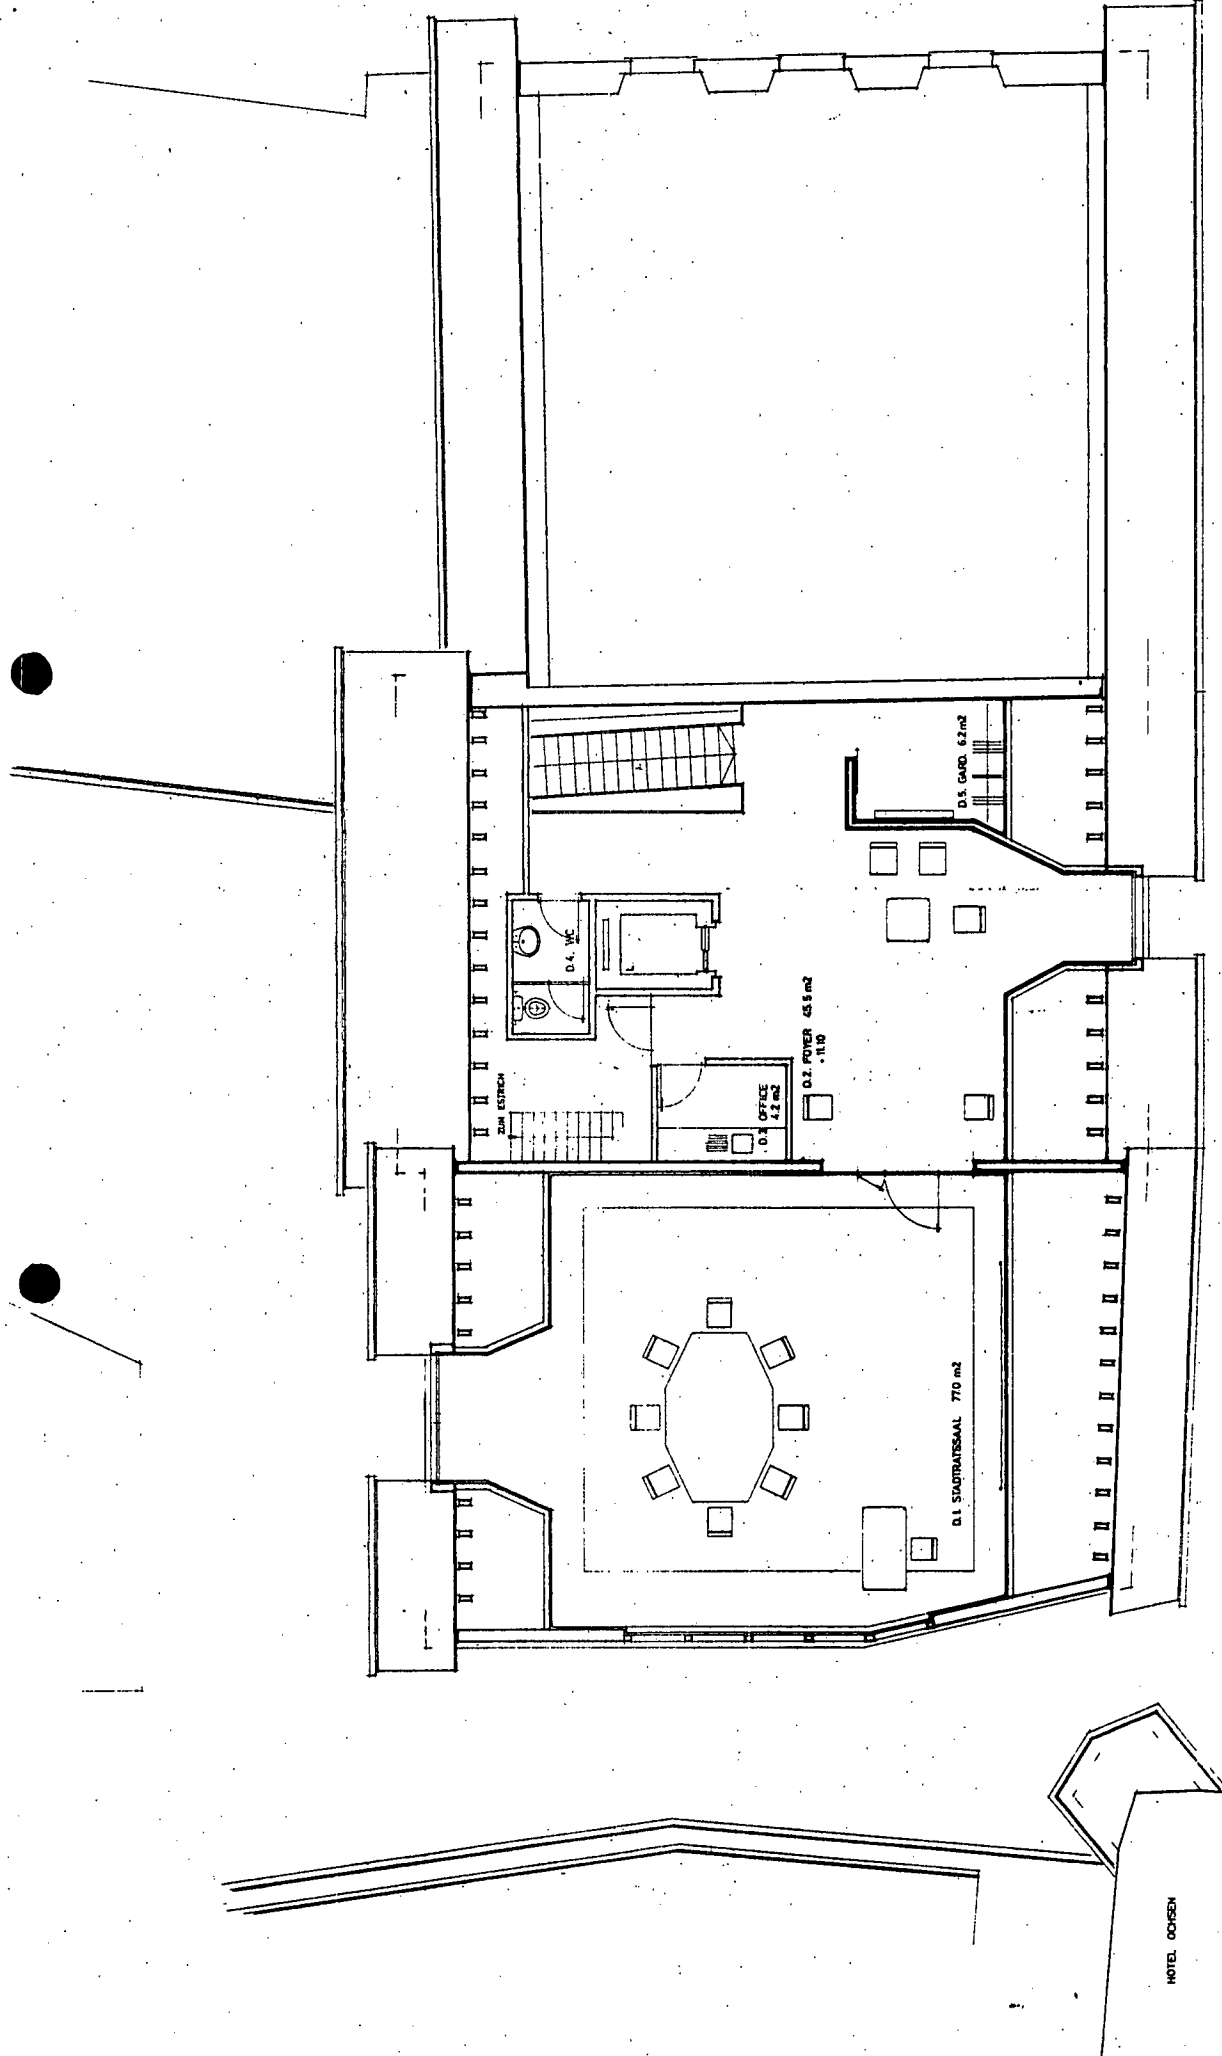 D.5. GARD. 6.2 m2
D.4. WC
D.2. FOYER 45.5 m2
+ 11.10
ZUM ESTRICH
D.3. OFFICE
4.2 m2
D.1. STADTRATSSAAL 77.0 m2
HOTEL OCHSEN